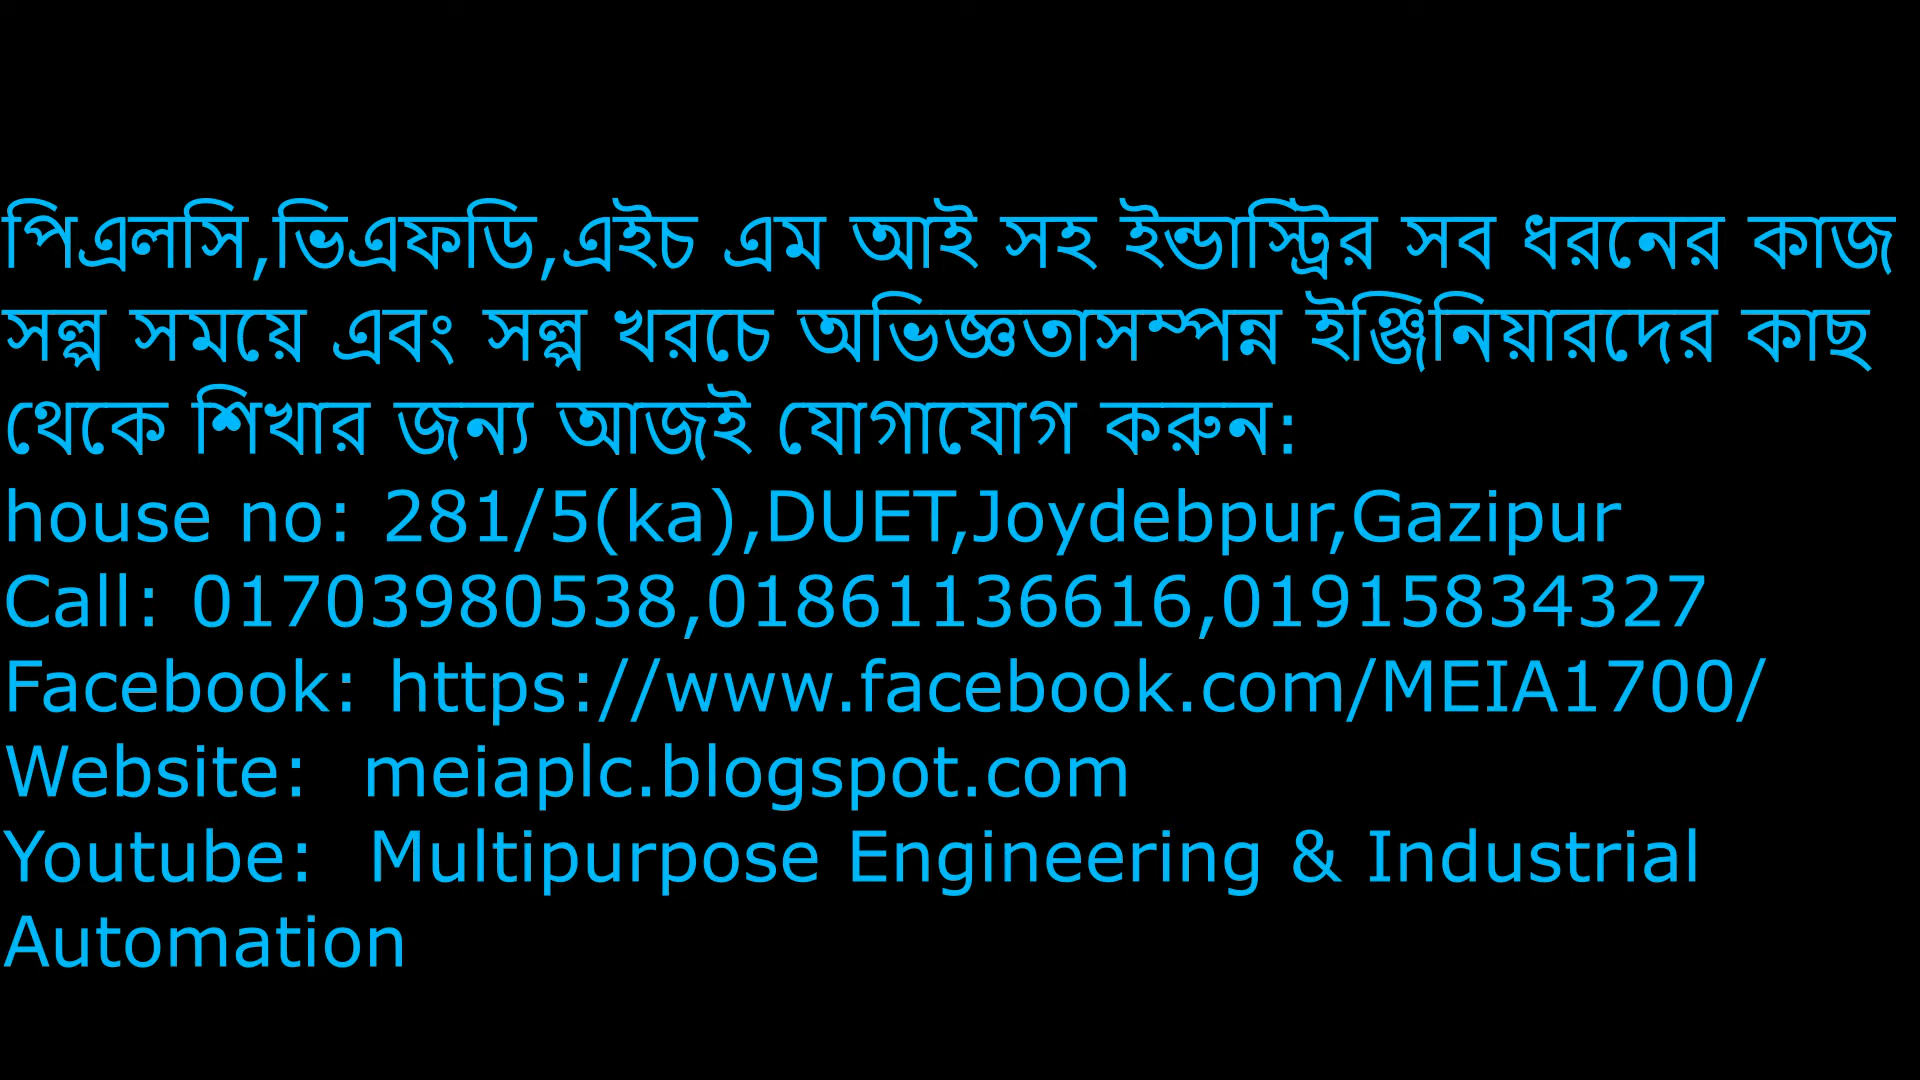 পিএলসি,ভিএফডি,এইচ এম আই সহ ইন্ডাস্ট্রির সব ধরনের কাজ
সল্প সময়ে এবং সল্প খরচে অভিজ্ঞতাসম্পন্ন ইঞ্জিনিয়ারদের কাছ
থেকে শিখার জন্য আজই যোগাযোগ করুন:
house no: 281/5(ka),DUET,Joydebpur,Gazipur
Call: 01703980538,01861136616,01915834327
Facebook: https://www.facebook.com/MEIA1700/
Website:  meiaplc.blogspot.com
Youtube:  Multipurpose Engineering & Industrial
Automation